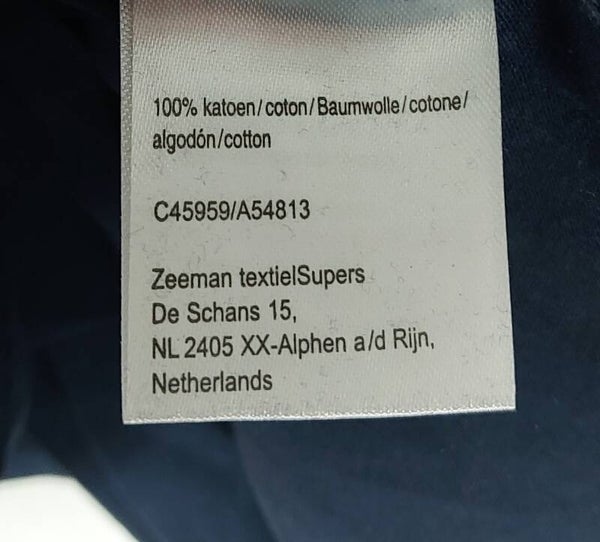 100% katoen/coton/Baumwolle/cotone/
algodón/cotton
C45959/A54813
Zeeman textielSupers
De Schans 15,
NL 2405 XX-Alphen a/d Rijn,
Netherlands